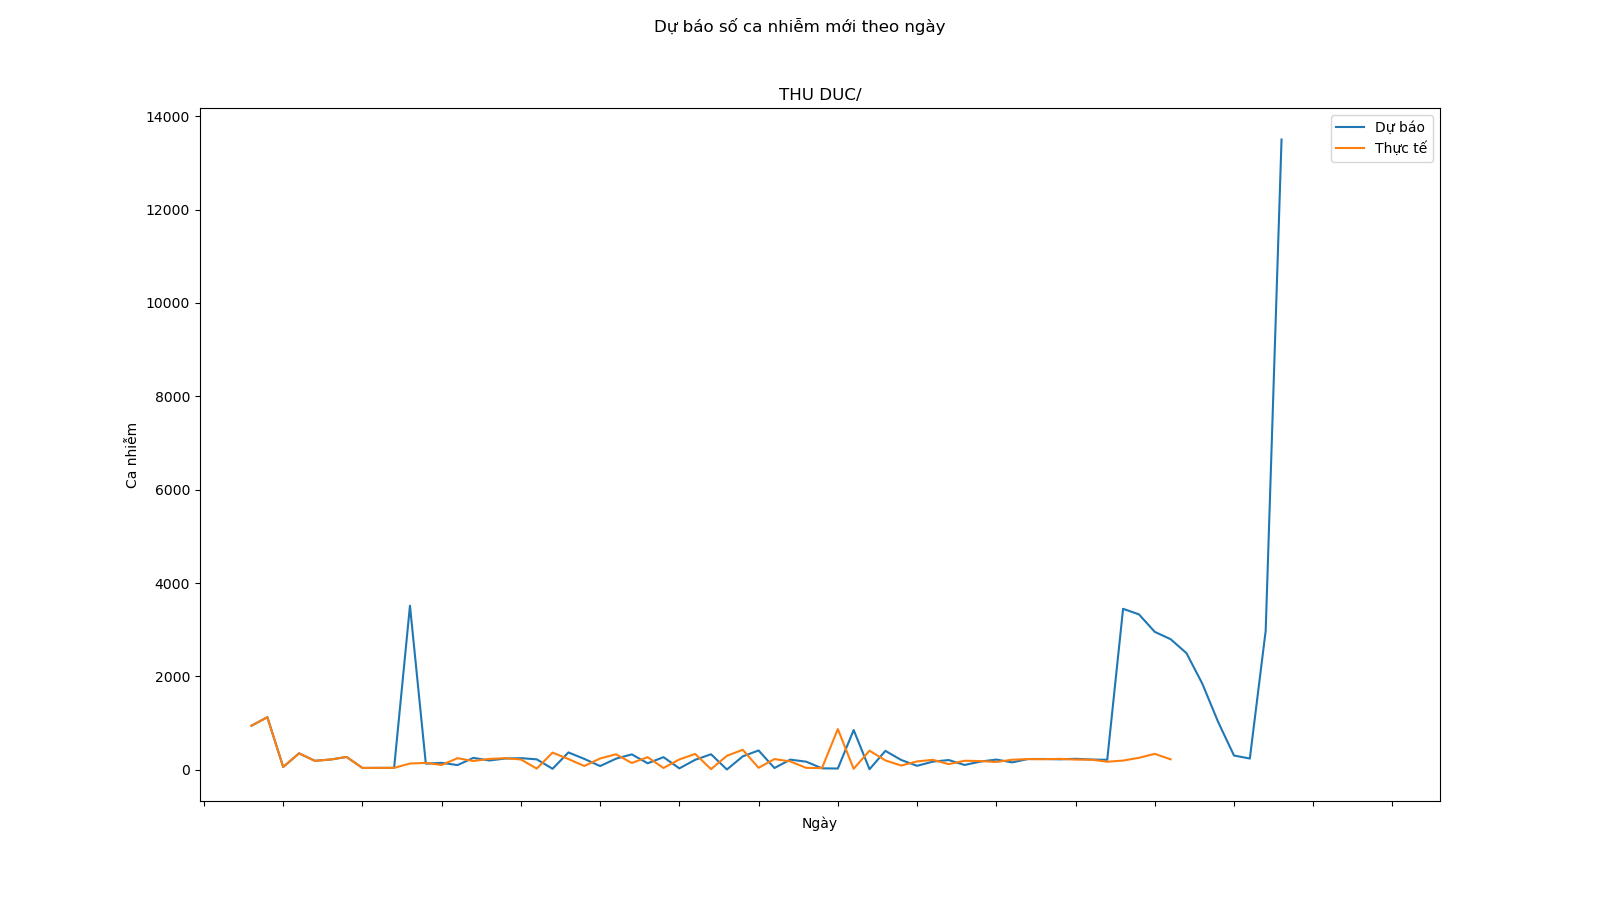 Dự báo số ca nhiễm mới theo ngày
THU DUC/
14000
12000
10000
8000
6000
4000
2000
0
Ca nhiễm
Ngày
Dự báo
Thực tế